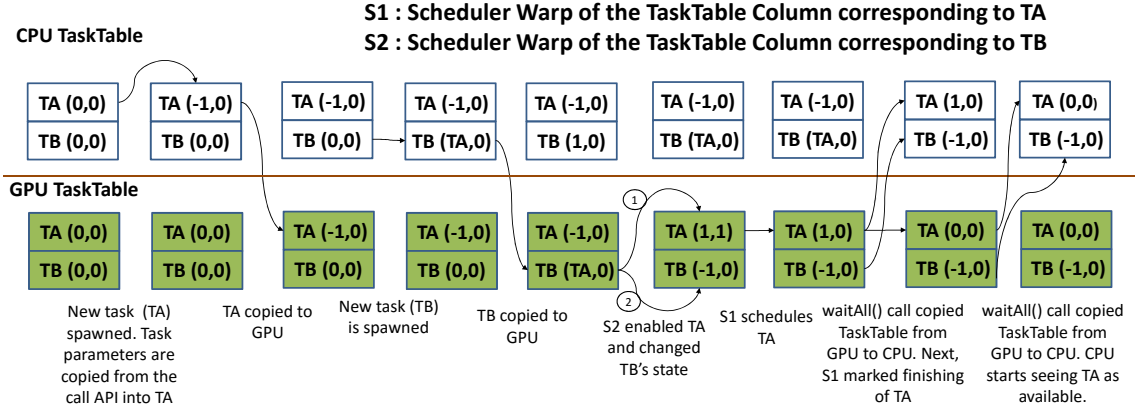 S1 : Scheduler Warp of the TaskTable Column corresponding to TA
S2 : Scheduler Warp of the TaskTable Column corresponding to TB
CPU TaskTable
TA (0,0) TA (-1,0) TA (-1,0) TA (-1,0) TA (-1,0) TA (-1,0) TA (-1,0) TA (1,0) TA (0,0)
TB (0,0) TB (0,0) TB (0,0) TB (TA,0) TB (1,0) TB (TA,0) TB (TA,0) TB (-1,0) TB (-1,0)
GPU TaskTable
1
TA (0,0) TA (0,0) TA (-1,0) TA (-1,0) TA (-1,0) TA (1,1) TA (1,0) TA (0,0) TA (0,0)
TB (0,0) TB (0,0) TB (0,0) TB (0,0) TB (TA,0) TB (-1,0) TB (-1,0) TB (-1,0) TB (-1,0)
2
New task (TA)
spawned. Task
parameters are
copied from the
call API into TA
TA copied to
GPU
New task (TB)
is spawned
TB copied to
GPU
S2 enabled TA
and changed
TB's state
S1 schedules
TA
waitAll() call copied
TaskTable from
GPU to CPU. Next,
S1 marked finishing
of TA
waitAll() call copied
TaskTable from
GPU to CPU. CPU
starts seeing TA as
available.